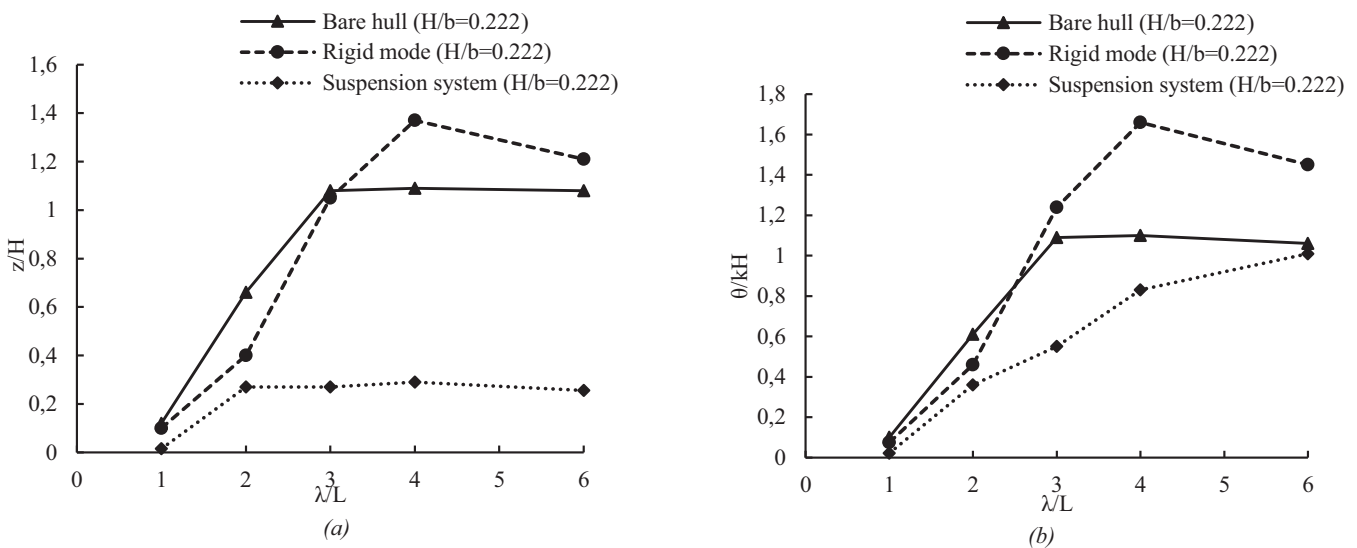 Bare hull (H/b=0.222)
Rigid mode (H/b=0.222)
Suspension system (H/b=0.222)
1,6
1,4
1,2
1
0,8
0,6
0,4
0,2
0
z/H
0 1 2 3 4 5 6
λ/L
(a)
Bare hull (H/b=0.222)
Rigid mode (H/b=0.222)
Suspension system (H/b=0.222)
1,8
1,6
1,4
1,2
1
0,8
0,6
0,4
0,2
0
θ/kH
0 1 2 3 4 5 6
λ/L
(b)